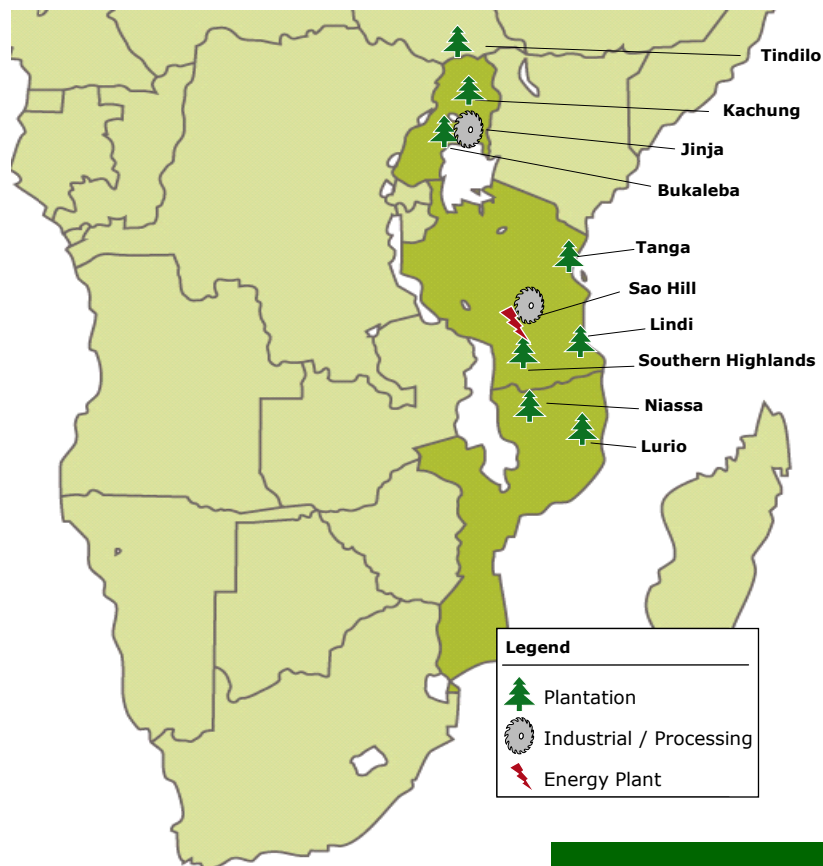 Tindilo
Kachung
Jinja
Bukaleba
Tanga
Sao Hill
Lindi
Southern Highlands
Niassa
Lurio
Legend
Plantation
Industrial / Processing
Energy Plant